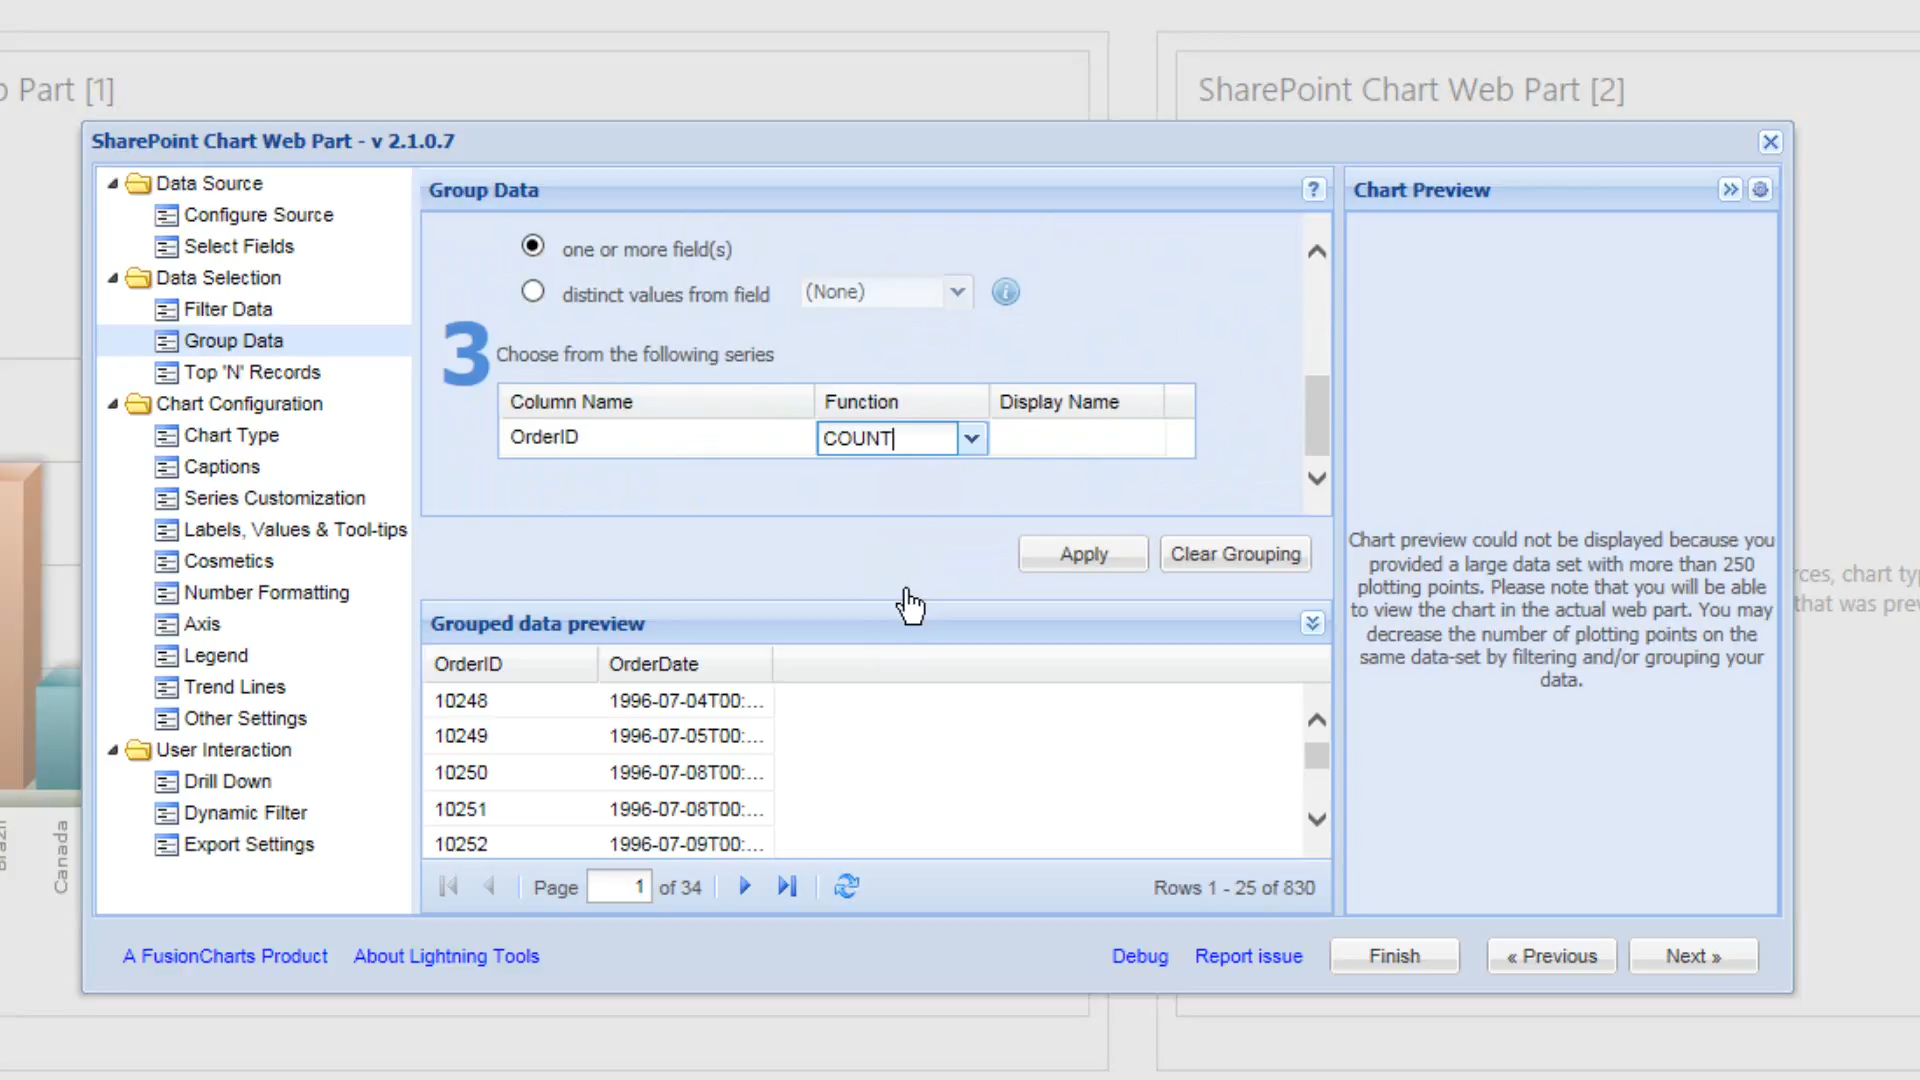 Part [1]
SharePoint Chart Web Part [2]
SharePoint Chart Web Part - v 2.1.0.7
Data Source
Configure Source
Select Fields
Data Selection
Filter Data
Group Data
Top 'N' Records
Chart Configuration
Chart Type
Captions
Series Customization
Labels, Values & Tool-tips
Cosmetics
Number Formatting
Axis
Legend
Trend Lines
Other Settings
User Interaction
Drill Down
Dynamic Filter
Export Settings
Group Data
?
one or more field(s)
distinct values from field (None)
3 Choose from the following series
Column Name Function Display Name
OrderID COUNT
Apply Clear Grouping
Grouped data preview
OrderID OrderDate
10248 1996-07-04T00:...
10249 1996-07-05T00:...
10250 1996-07-08T00:...
10251 1996-07-08T00:...
10252 1996-07-09T00:...
Page 1 of 34
Rows 1 - 25 of 830
Chart Preview
Chart preview could not be displayed because you
provided a large data set with more than 250
plotting points. Please note that you will be able
to view the chart in the actual web part. You may
decrease the number of plotting points on the
same data-set by filtering and/or grouping your
data.
rces, chart ty
that was prev
Canada
A FusionCharts Product About Lightning Tools
Debug Report issue Finish « Previous Next »